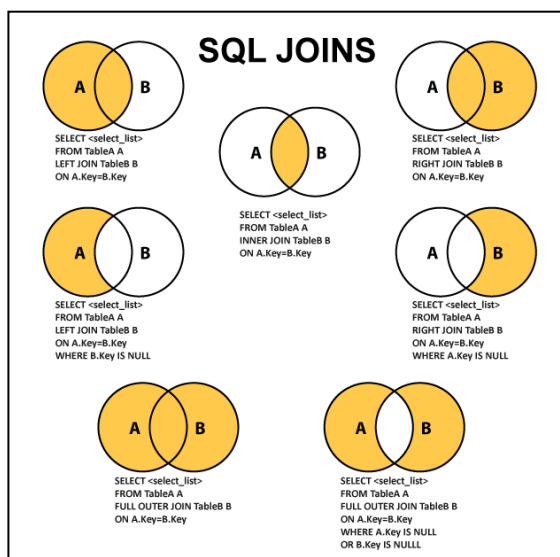 SQL JOINS
A B
SELECT <select_list>
FROM TableA A
LEFT JOIN TableB B
ON A.Key=B.Key
A B
SELECT <select_list>
FROM TableA A
INNER JOIN TableB B
ON A.Key=B.Key
A B
SELECT <select_list>
FROM TableA A
RIGHT JOIN TableB B
ON A.Key=B.Key
A B
SELECT <select_list>
FROM TableA A
LEFT JOIN TableB B
ON A.Key=B.Key
WHERE B.Key IS NULL
A B
SELECT <select_list>
FROM TableA A
RIGHT JOIN TableB B
ON A.Key=B.Key
WHERE A.Key IS NULL
A B
SELECT <select_list>
FROM TableA A
FULL OUTER JOIN TableB B
ON A.Key=B.Key
A B
SELECT <select_list>
FROM TableA A
FULL OUTER JOIN TableB B
ON A.Key=B.Key
WHERE A.Key IS NULL
OR B.Key IS NULLL